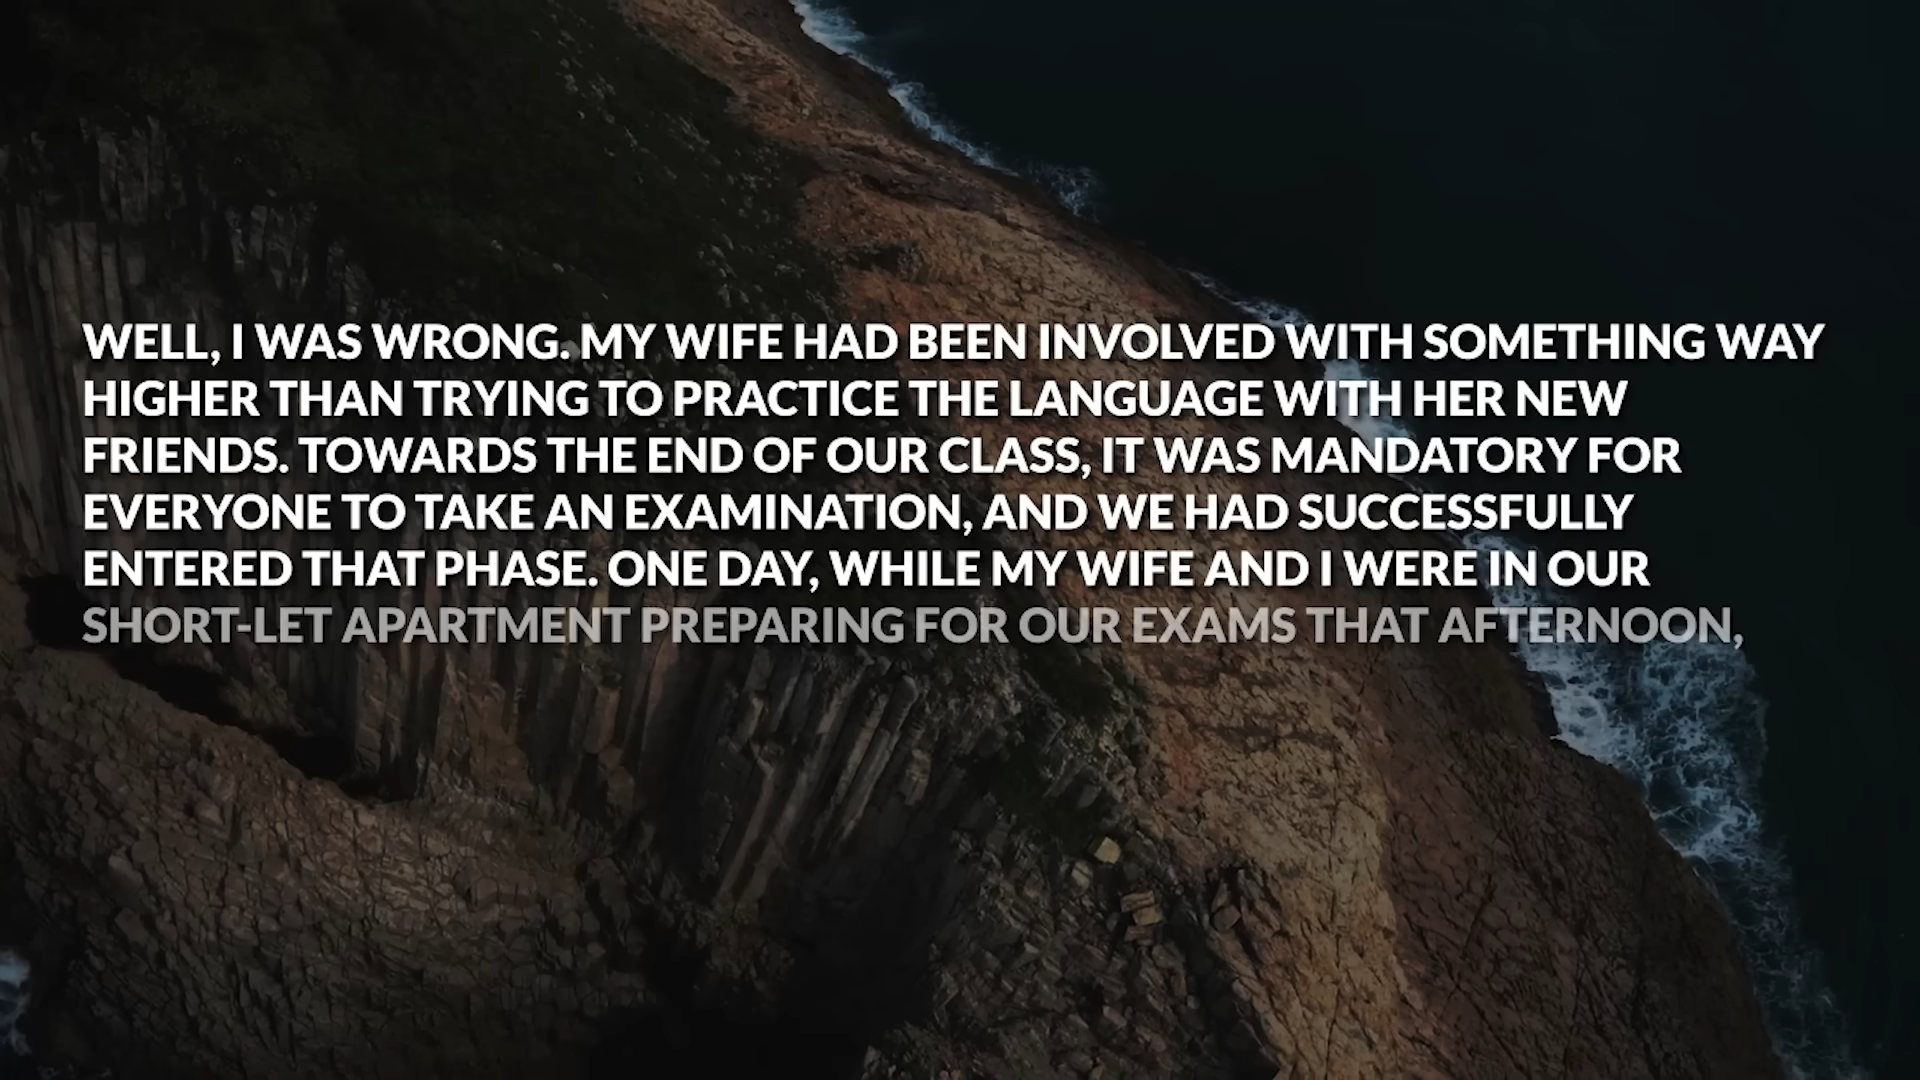 WELL, I WAS WRONG. MY WIFE HAD BEEN INVOLVED WITH SOMETHING WAY
HIGHER THAN TRYING TO PRACTICE THE LANGUAGE WITH HER NEW
FRIENDS. TOWARDS THE END OF OUR CLASS, IT WAS MANDATORY FOR
EVERYONE TO TAKE AN EXAMINATION, AND WE HAD SUCCESSFULLY
ENTERED THAT PHASE. ONE DAY, WHILE MY WIFE AND I WERE IN OUR
SHORT-LET APARTMENT PREPARING FOR OUR EXAMS THAT AFTERNOON,